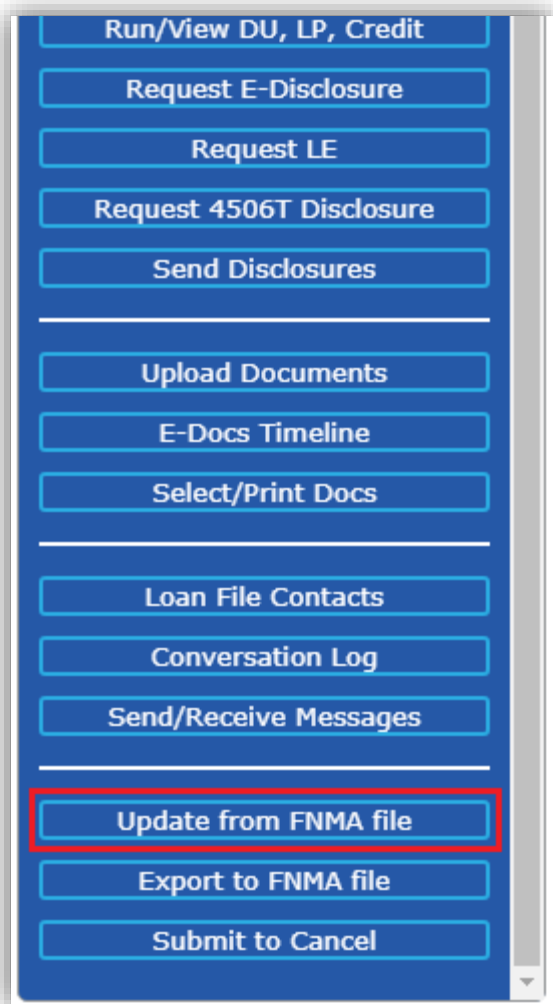 Run/View DU, LP, Credit
Request E-Disclosure
Request LE
Request 4506T Disclosure
Send Disclosures
Upload Documents
E-Docs Timeline
Select/Print Docs
Loan File Contacts
Conversation Log
Send/Receive Messages
Update from FNMA file
Export to FNMA file
Submit to Cancel